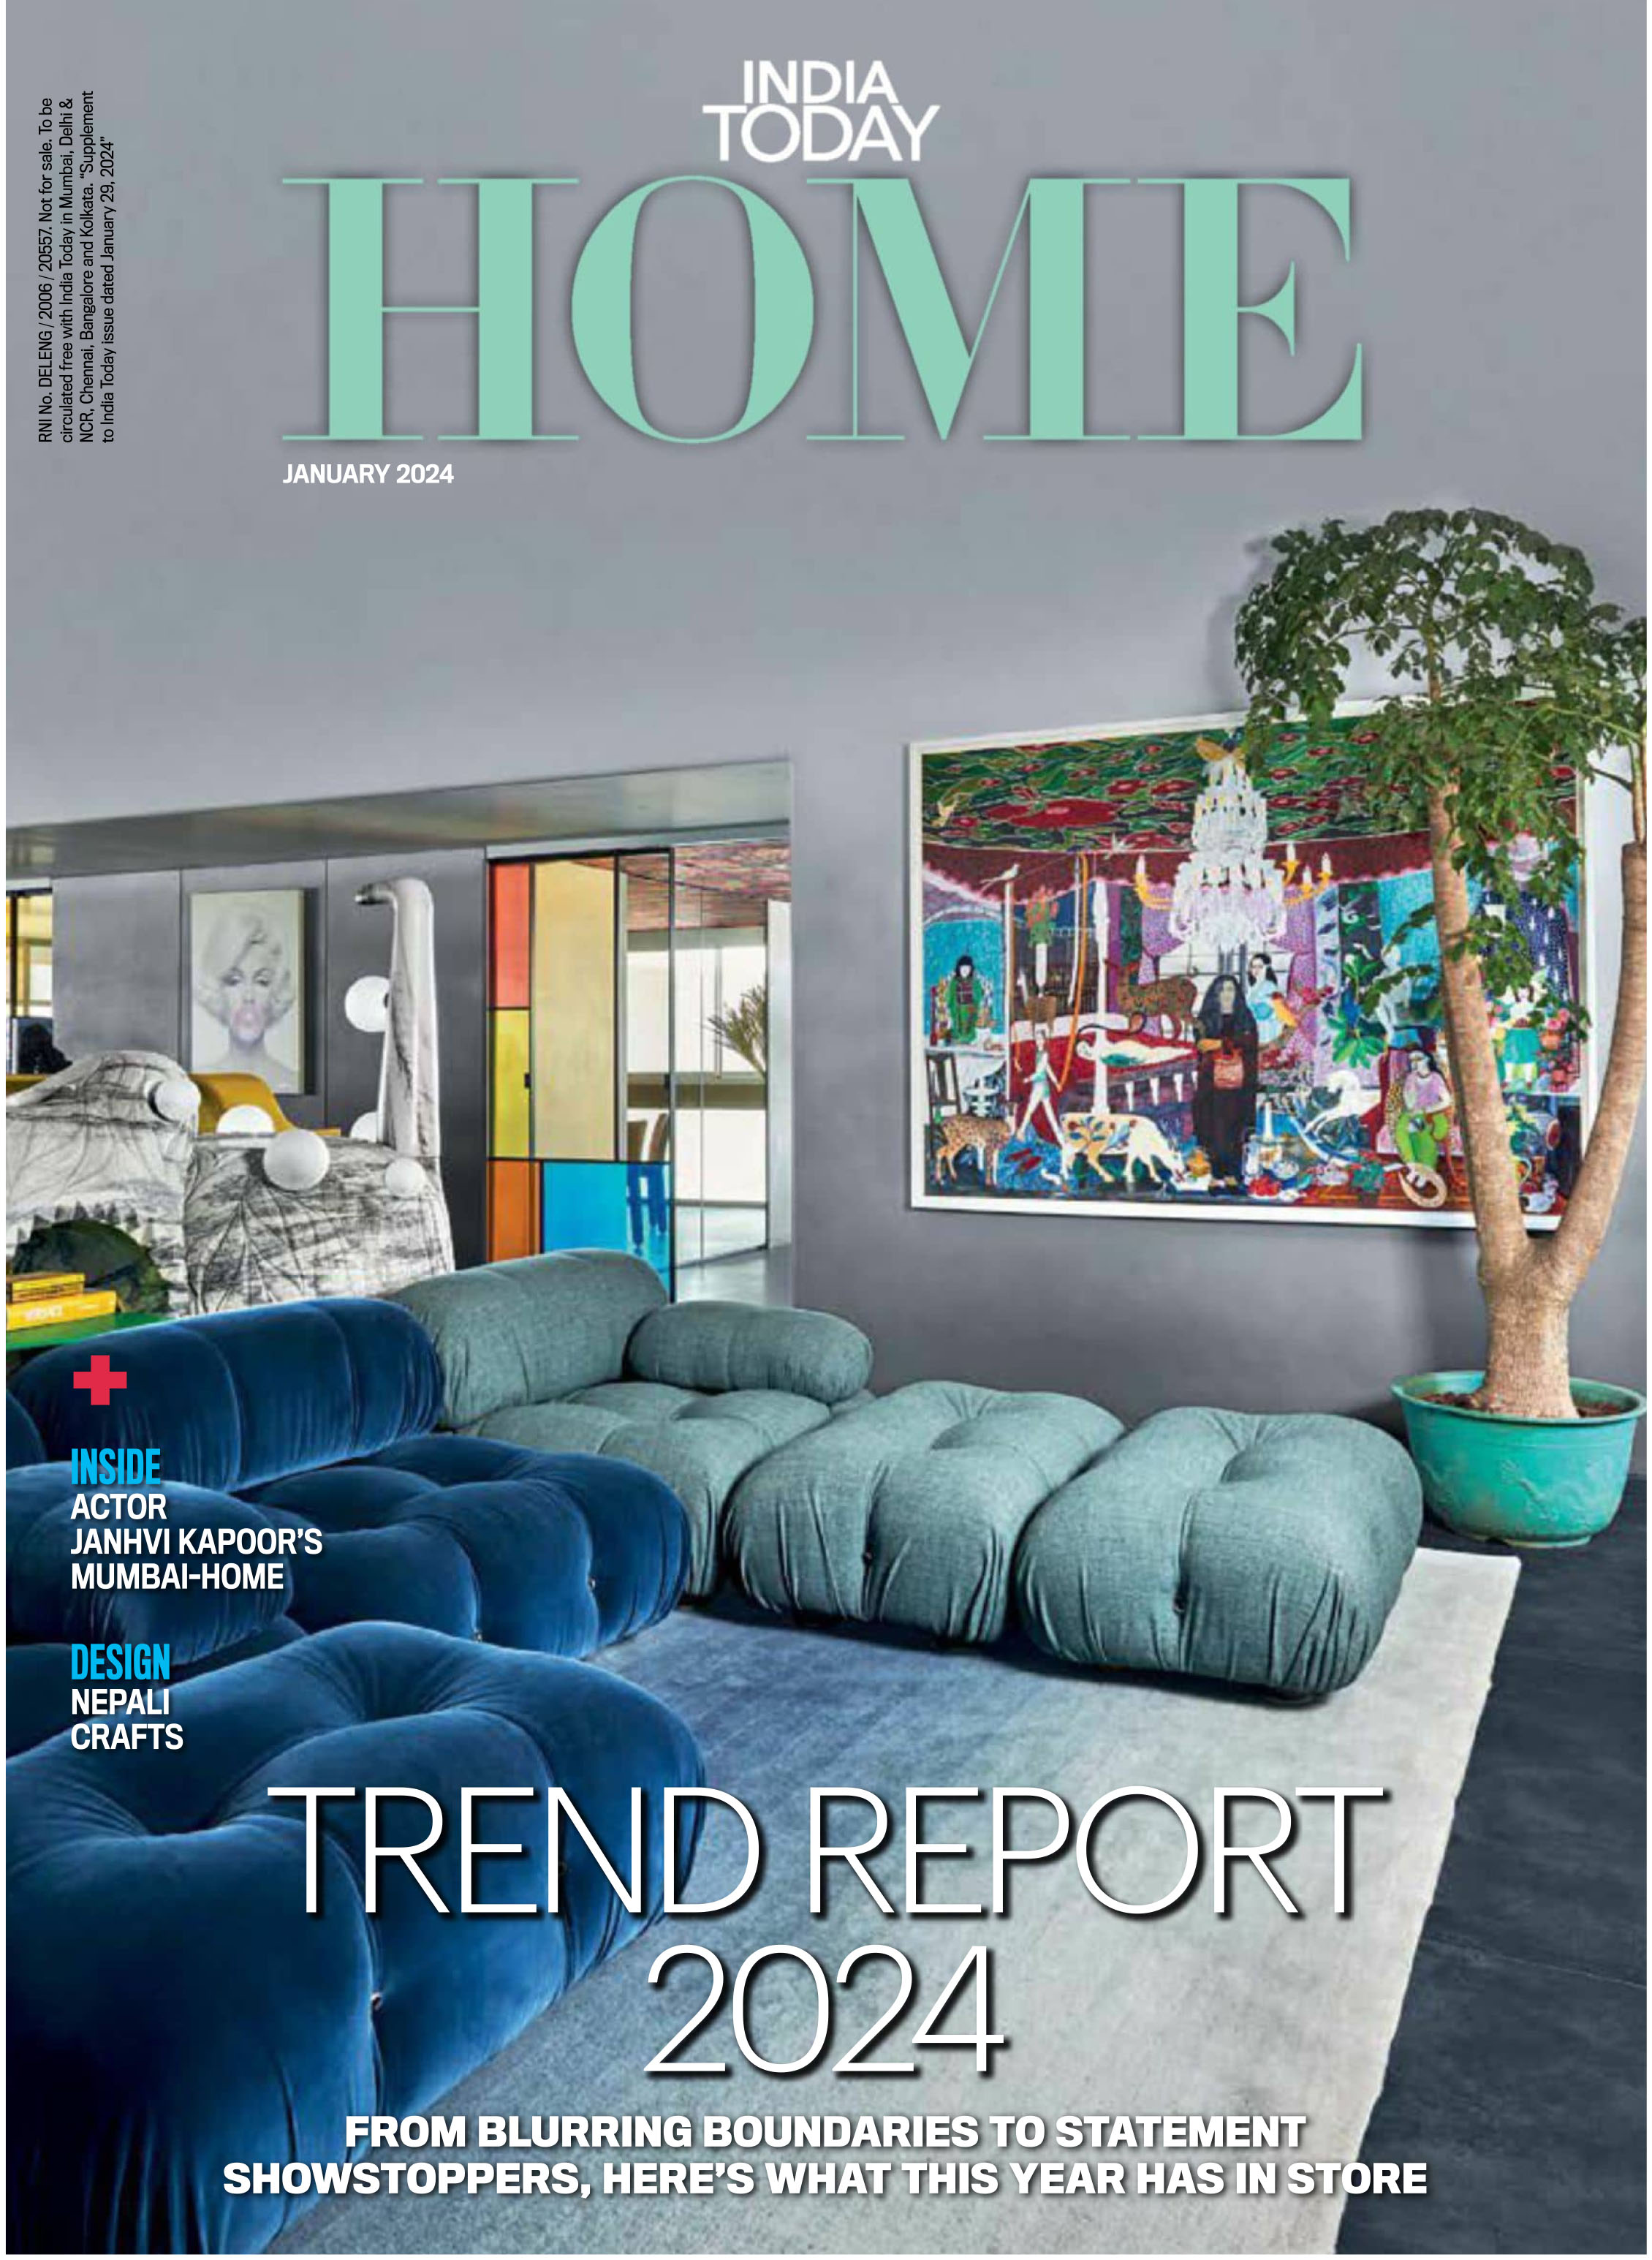 RNI No. DELENG / 2006 / 20557. Not for sale. To be
circulated free with India Today in Mumbai, Delhi &
NCR, Chennai, Bangalore and Kolkata. “Supplement
to India Today issue dated January 29, 2024”
INDIA
TODAY
HOME
JANUARY 2024
INSIDE
ACTOR
JANHVI KAPOOR’S
MUMBAI-HOME
DESIGN
NEPALI
CRAFTS
TREND REPORT
2024
FROM BLURRING BOUNDARIES TO STATEMENT
SHOWSTOPPERS, HERE’S WHAT THIS YEAR HAS IN STORE